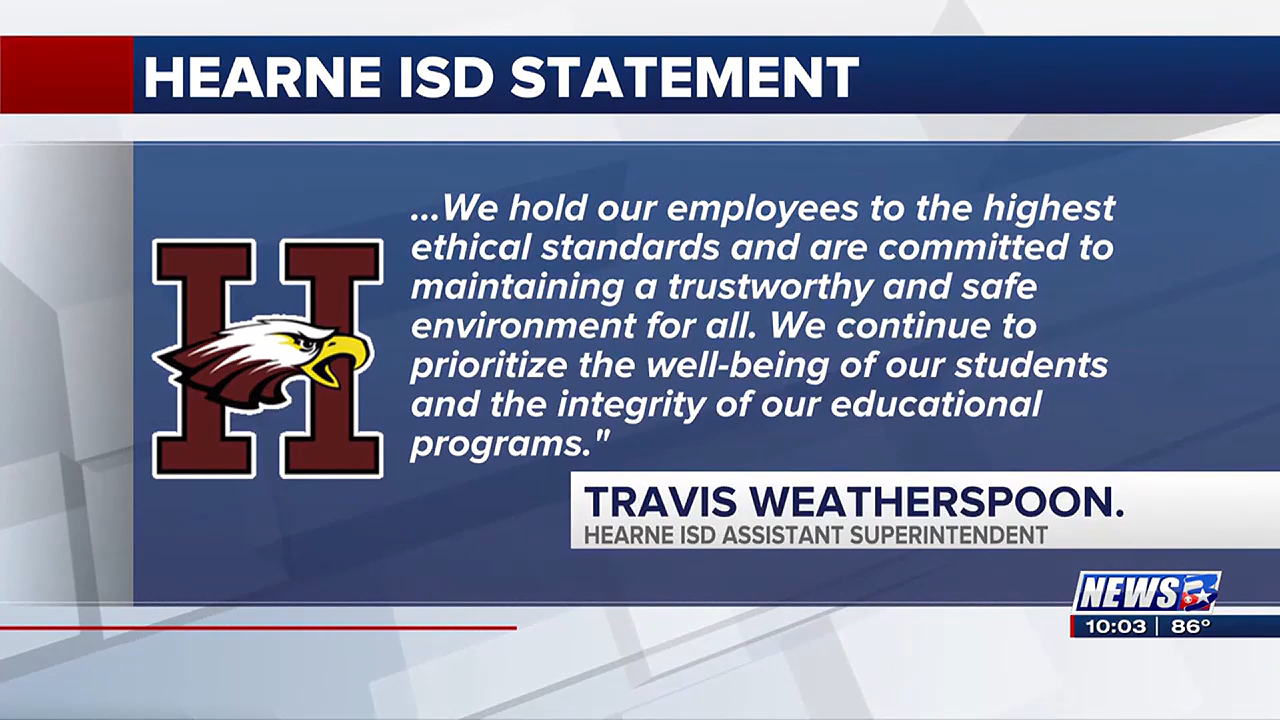 HEARNE ISD STATEMENT
...We hold our employees to the highest
ethical standards and are committed to
maintaining a trustworthy and safe
environment for all. We continue to
prioritize the well-being of our students
and the integrity of our educational
programs."
H
TRAVIS WEATHERSPOON.
HEARNE ISD ASSISTANT SUPERINTENDENT
NEWS 3
10:03 | 86°